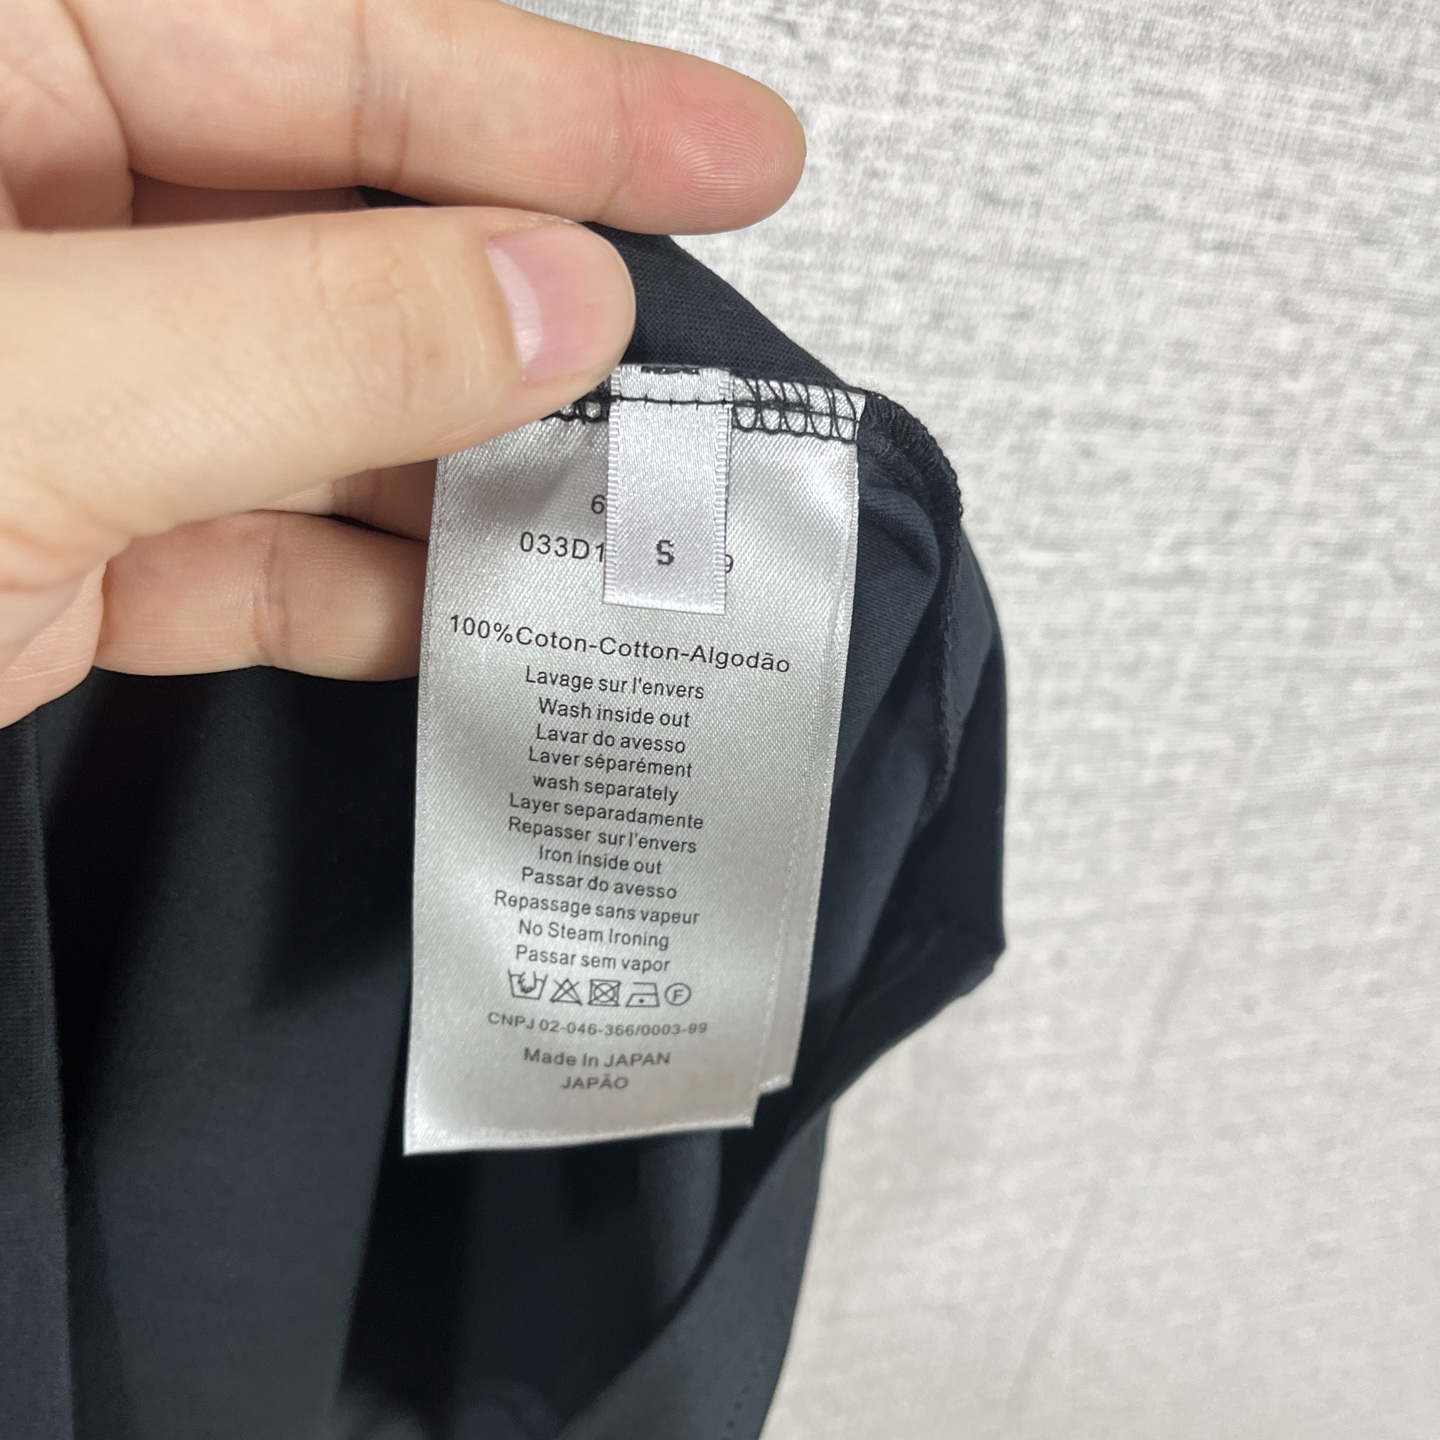 6
033D1 9
S
100%Coton-Cotton-Algodão
Lavage sur l'envers
Wash inside out
Lavar do avesso
Laver séparément
wash separately
Layer separadamente
Repasser sur l'envers
Iron inside out
Passar do avesso
Repassage sans vapeur
No Steam Ironing
Passar sem vapor
F
CNPJ 02-046-366/0003-99
Made In JAPAN
JAPÃO